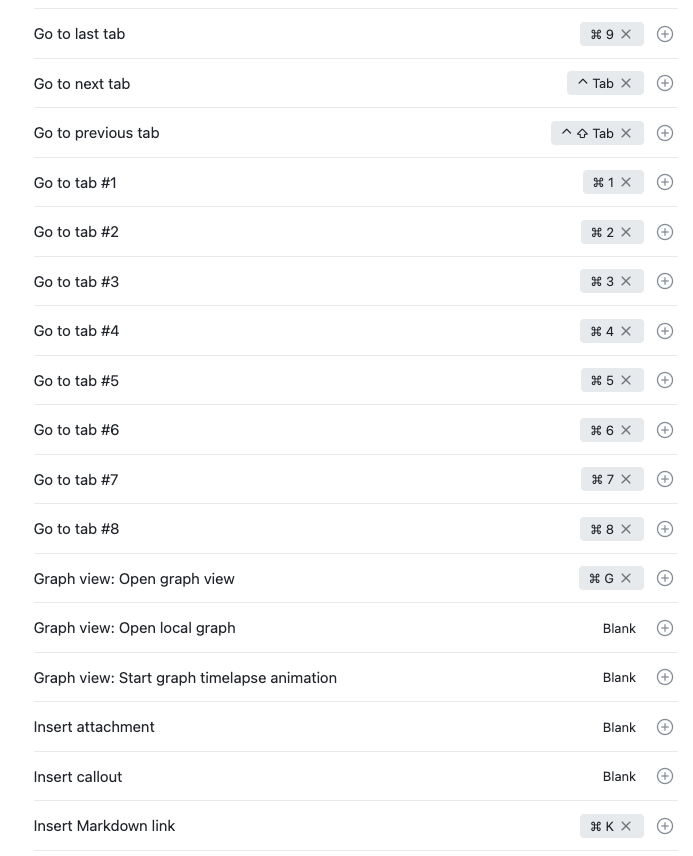 Go to last tab ⌘ 9
Go to next tab ^ Tab
Go to previous tab ^ ⇧ Tab
Go to tab #1 ⌘ 1
Go to tab #2 ⌘ 2
Go to tab #3 ⌘ 3
Go to tab #4 ⌘ 4
Go to tab #5 ⌘ 5
Go to tab #6 ⌘ 6
Go to tab #7 ⌘ 7
Go to tab #8 ⌘ 8
Graph view: Open graph view ⌘ G
Graph view: Open local graph Blank
Graph view: Start graph timelapse animation Blank
Insert attachment Blank
Insert callout Blank
Insert Markdown link ⌘ K